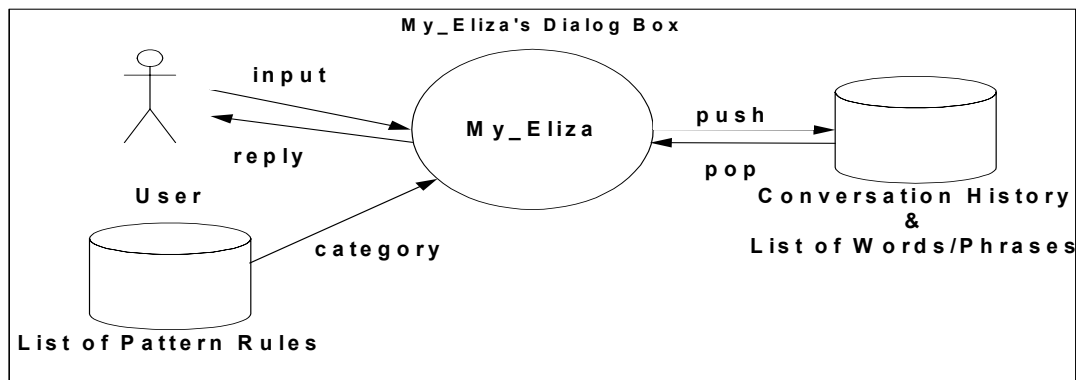 My_Eliza's Dialog Box
input
My_Eliza
push
reply
pop
User
Conversation History
&
List of Words/Phrases
category
List of Pattern Rules